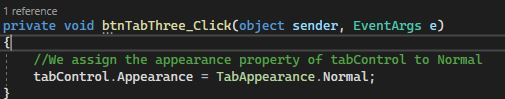 1 reference
private void btnTabThree_Click(object sender, EventArgs e)
{
//We assign the appearance property of tabControl to Normal
tabControl.Appearance = TabAppearance.Normal;
}